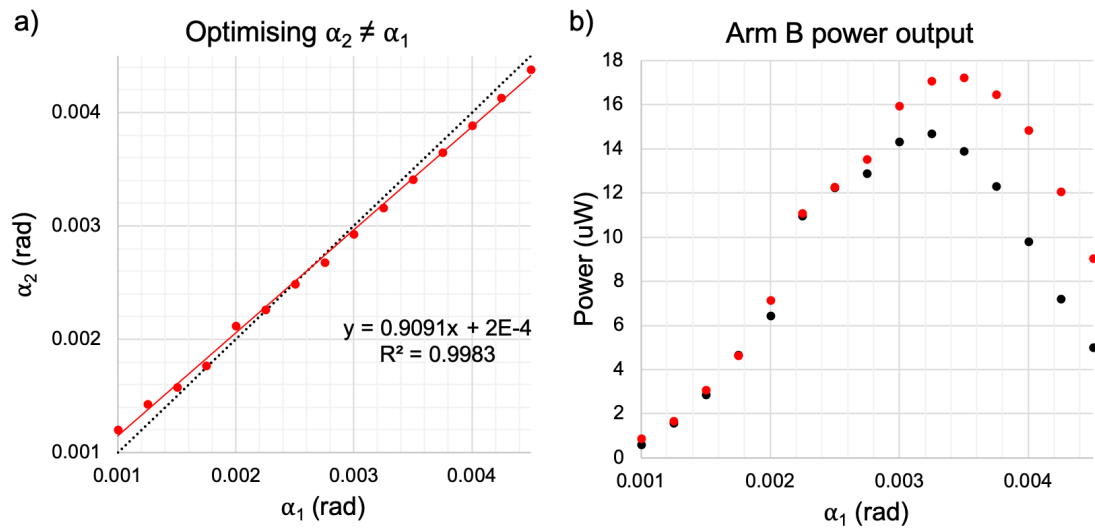 a)
Optimising α₂ ≠ α₁
0.004
0.003
0.002
0.001
α₂ (rad)
y = 0.9091x + 2E-4
R² = 0.9983
0.001 0.002 0.003 0.004
α₁ (rad)
b)
Arm B power output
18
16
14
12
10
8
6
4
2
0
Power (uW)
0.001 0.002 0.003 0.004
α₁ (rad)